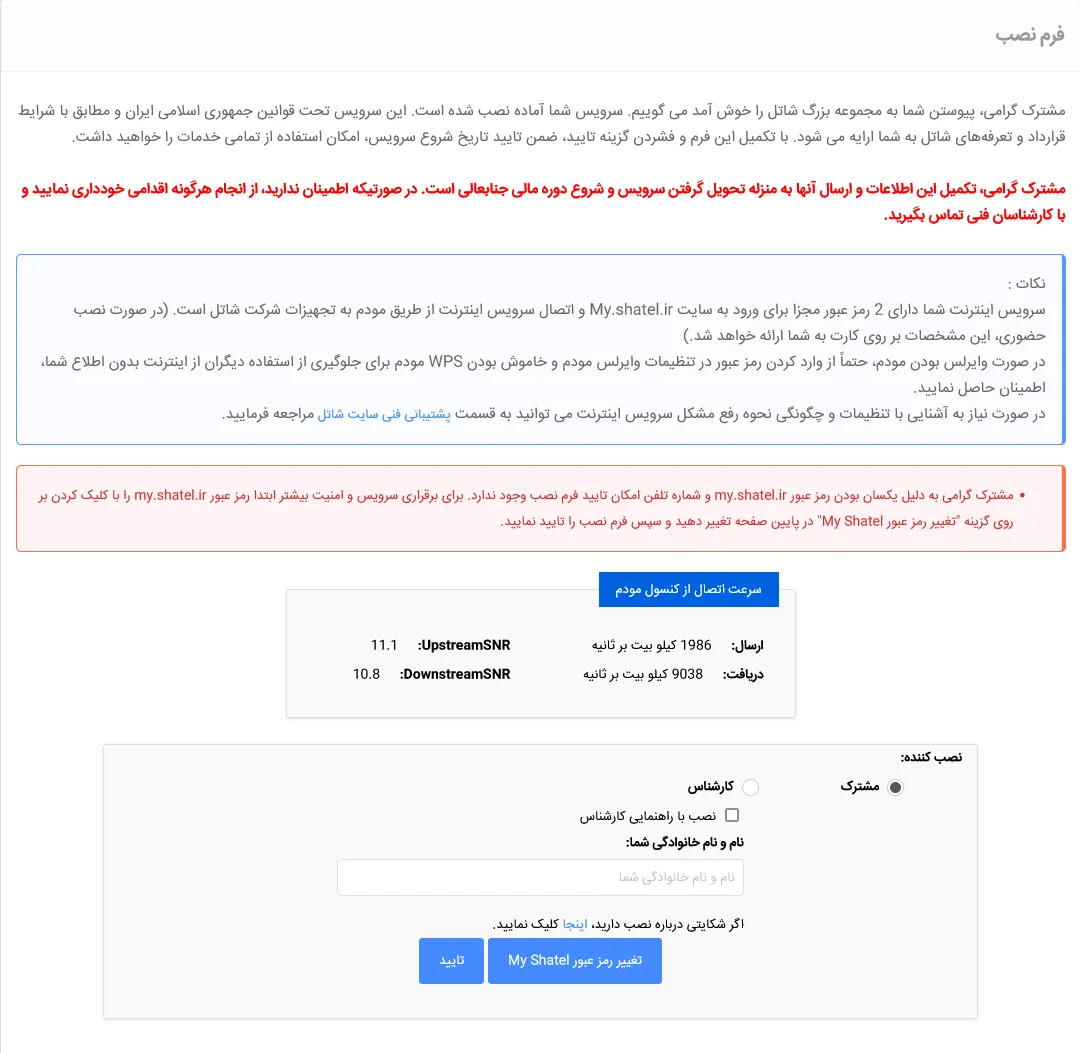 فرم نصب
مشترک گرامی، پیوستن شما به مجموعه بزرگ شاتل را خوش آمد می گوییم. سرویس شما آماده نصب شده است. این سرویس تحت قوانین جمهوری اسلامی ایران و مطابق با شرایط
قرارداد و تعرفه‌های شاتل به شما ارایه می شود. با تکمیل این فرم و فشردن گزینه تایید، ضمن تایید تاریخ شروع سرویس، امکان استفاده از تمامی خدمات را خواهید داشت.
مشترک گرامی، تکمیل این اطلاعات و ارسال آنها به منزله تحویل گرفتن سرویس و شروع دوره مالی جنابعالی است. در صورتیکه اطمینان ندارید، از انجام هرگونه اقدامی خودداری نمایید و
با کارشناسان فنی تماس بگیرید.
نکات :
سرویس اینترنت شما دارای 2 رمز عبور مجزا برای ورود به سایت My.shatel.ir و اتصال سرویس اینترنت از طریق مودم به تجهیزات شرکت شاتل است. (در صورت نصب
حضوری، این مشخصات بر روی کارت به شما ارائه خواهد شد.)
در صورت وایرلس بودن مودم، حتماً از وارد کردن رمز عبور در تنظیمات وایرلس مودم و خاموش بودن WPS مودم برای جلوگیری از استفاده دیگران از اینترنت بدون اطلاع شما،
اطمینان حاصل نمایید.
در صورت نیاز به آشنایی با تنظیمات و چگونگی نحوه رفع مشکل سرویس اینترنت می توانید به قسمت پشتیبانی فنی سایت شاتل مراجعه فرمایید.
• مشترک گرامی به دلیل یکسان بودن رمز عبور my.shatel.ir و شماره تلفن امکان تایید فرم نصب وجود ندارد. برای برقراری سرویس و امنیت بیشتر ابتدا رمز عبور my.shatel.ir را با کلیک کردن بر
روی گزینه "تغییر رمز عبور My Shatel" در پایین صفحه تغییر دهید و سپس فرم نصب را تایید نمایید.
سرعت اتصال از کنسول مودم
ارسال: 1986 کیلو بیت بر ثانیه UpstreamSNR: 11.1
دریافت: 9038 کیلو بیت بر ثانیه DownstreamSNR: 10.8
نصب کننده:
مشترک کارشناس
نصب با راهنمایی کارشناس
نام و نام خانوادگی شما:
نام و نام خانوادگی شما
اگر شکایتی درباره نصب دارید، اینجا کلیک نمایید.
تغییر رمز عبور My Shatel تایید